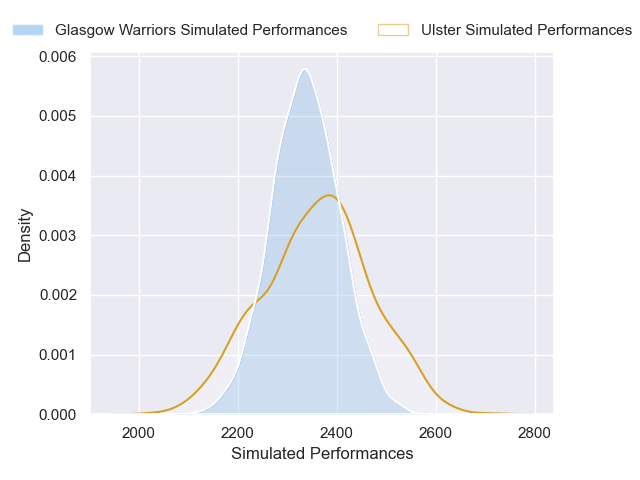 Glasgow Warriors Simulated Performances Ulster Simulated Performances
0.006
0.005
0.004
0.003
0.002
0.001
0.000
Density
2000 2200 2400 2600 2800
Simulated Performances